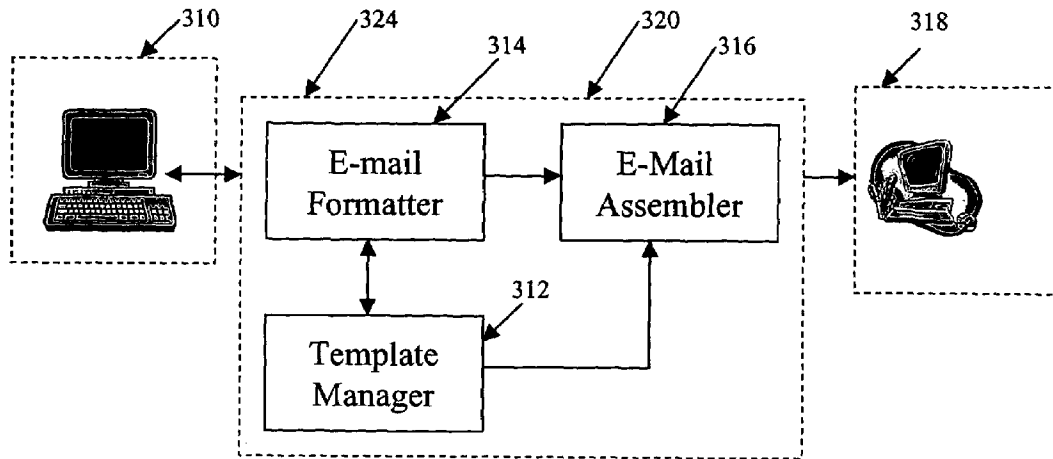 310
324
320
318
314
316
E-mail
Formatter
E-Mail
Assembler
312
Template
Manager